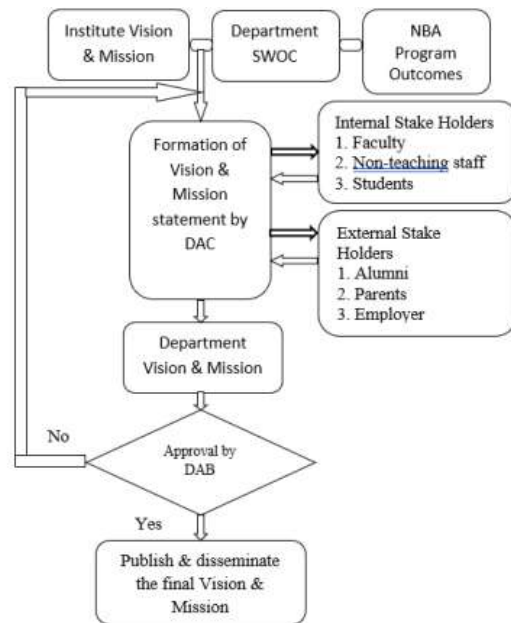 Institute Vision
& Mission
Department
SWOC
NBA
Program
Outcomes
Formation of
Vision &
Mission
statement by
DAC
Internal Stake Holders
1. Faculty
2. Non-teaching staff
3. Students
External Stake
Holders
1. Alumni
2. Parents
3. Employer
Department
Vision & Mission
No
Approval by
DAB
Yes
Publish & disseminate
the final Vision &
Mission